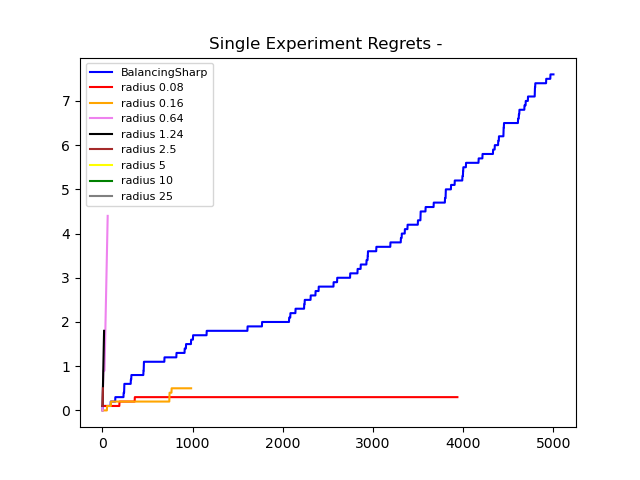 Single Experiment Regrets -
BalancingSharp
radius 0.08
radius 0.16
radius 0.64
radius 1.24
radius 2.5
radius 5
radius 10
radius 25
7
6
5
4
3
2
1
0
0 1000 2000 3000 4000 5000